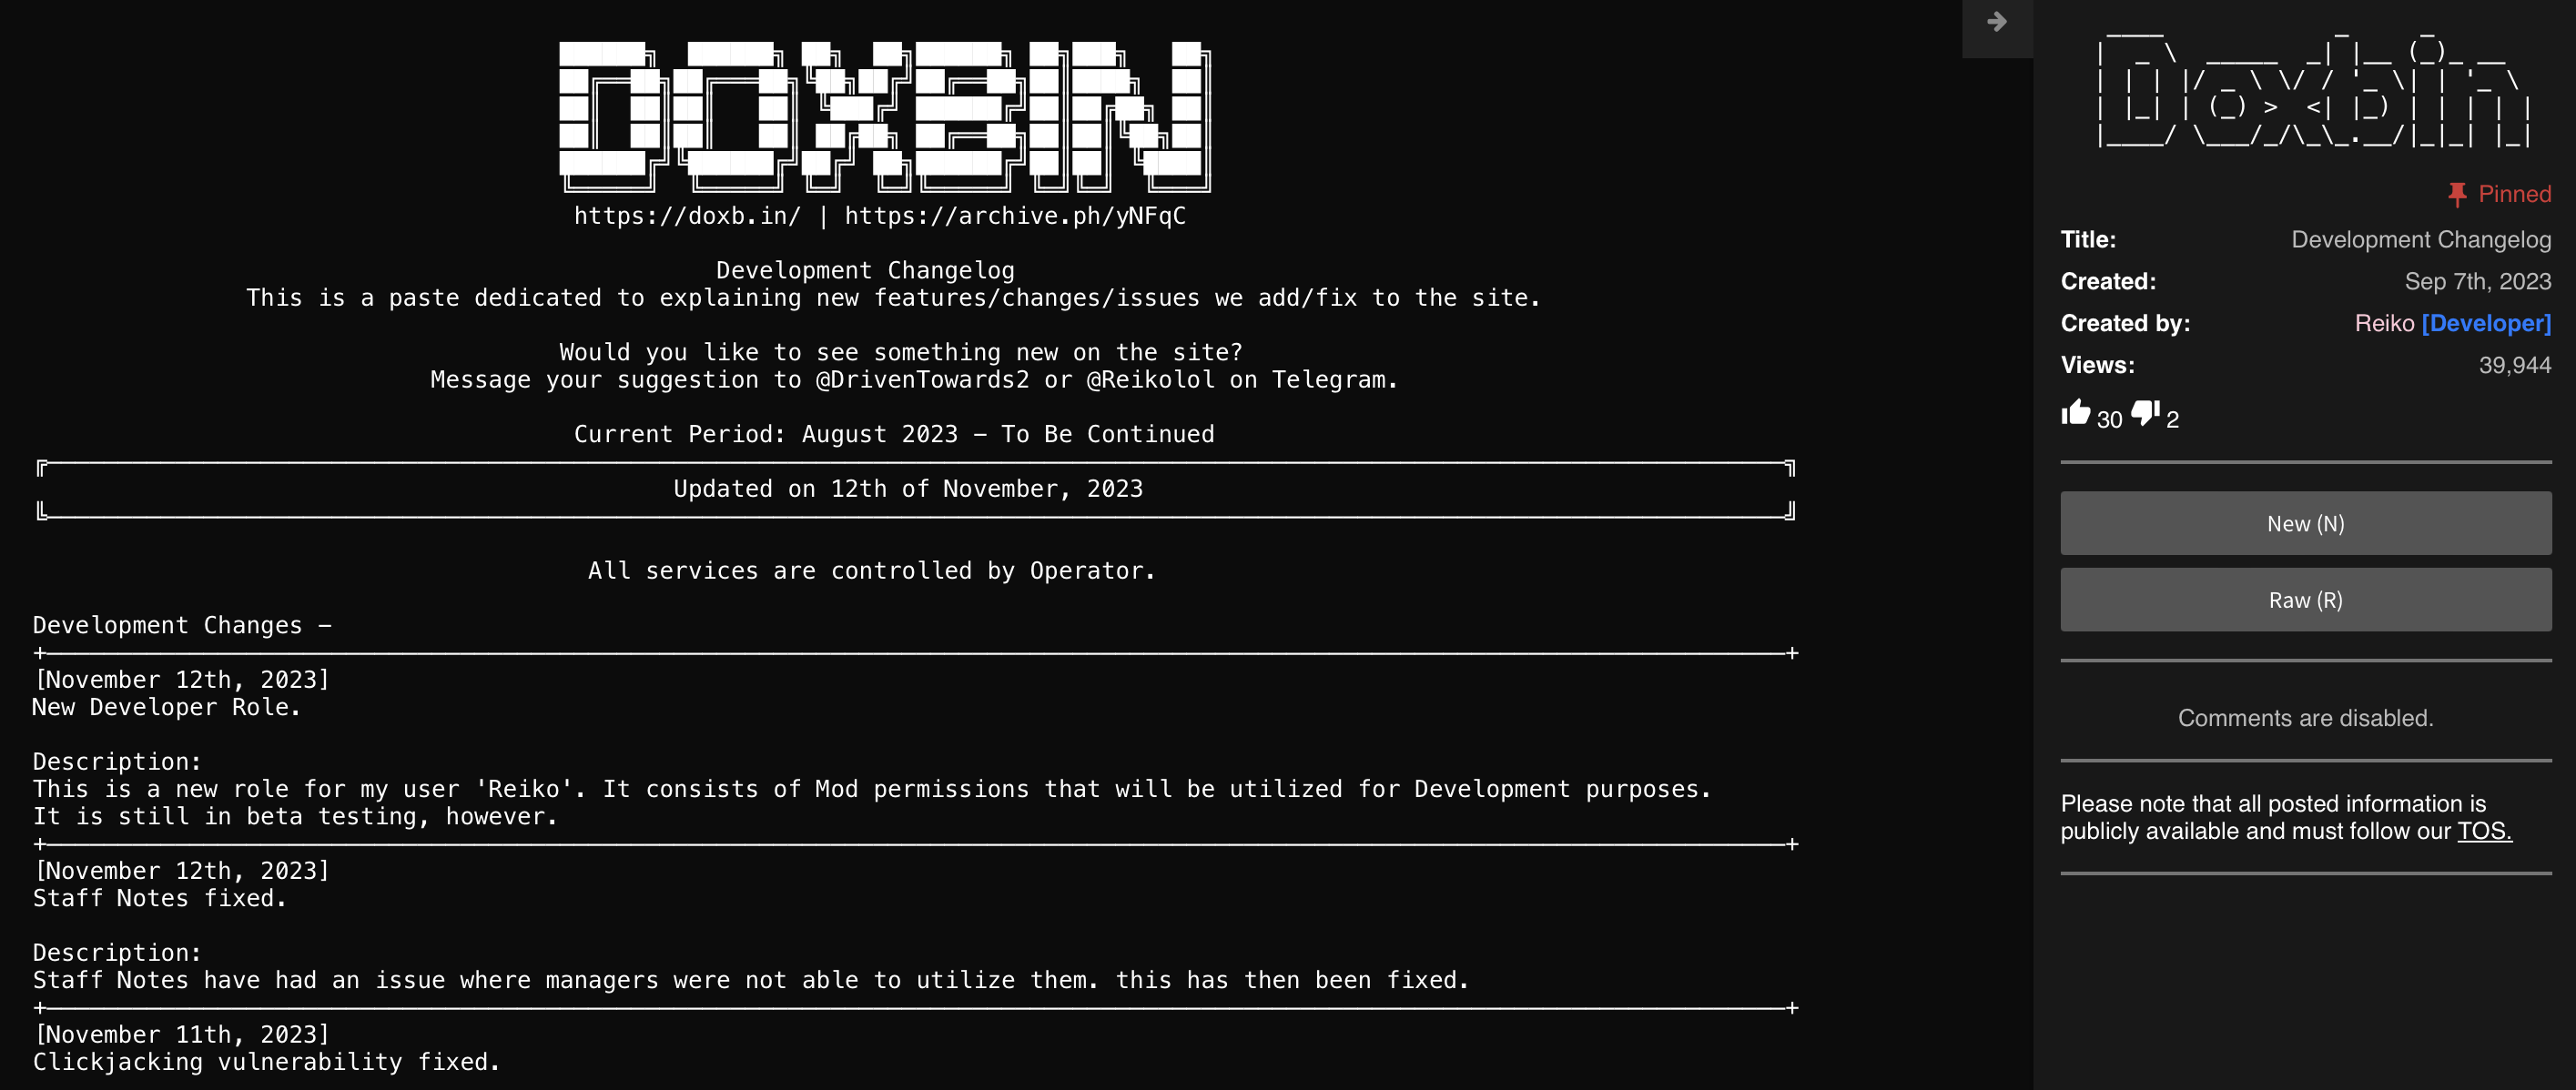 DOXBIN
https://doxb.in/ | https://archive.ph/yNFqC
Development Changelog
This is a paste dedicated to explaining new features/changes/issues we add/fix to the site.
Would you like to see something new on the site?
Message your suggestion to @DrivenTowards2 or @Reikolol on Telegram.
Current Period: August 2023 – To Be Continued
Updated on 12th of November, 2023
All services are controlled by Operator.
Development Changes –
[November 12th, 2023]
New Developer Role.
Description:
This is a new role for my user 'Reiko'. It consists of Mod permissions that will be utilized for Development purposes.
It is still in beta testing, however.
[November 12th, 2023]
Staff Notes fixed.
Description:
Staff Notes have had an issue where managers were not able to utilize them. this has then been fixed.
[November 11th, 2023]
Clickjacking vulnerability fixed.
Doxbin
Pinned
Title: Development Changelog
Created: Sep 7th, 2023
Created by: Reiko [Developer]
Views: 39,944
30 2
New (N)
Raw (R)
Comments are disabled.
Please note that all posted information is
publicly available and must follow our TOS.